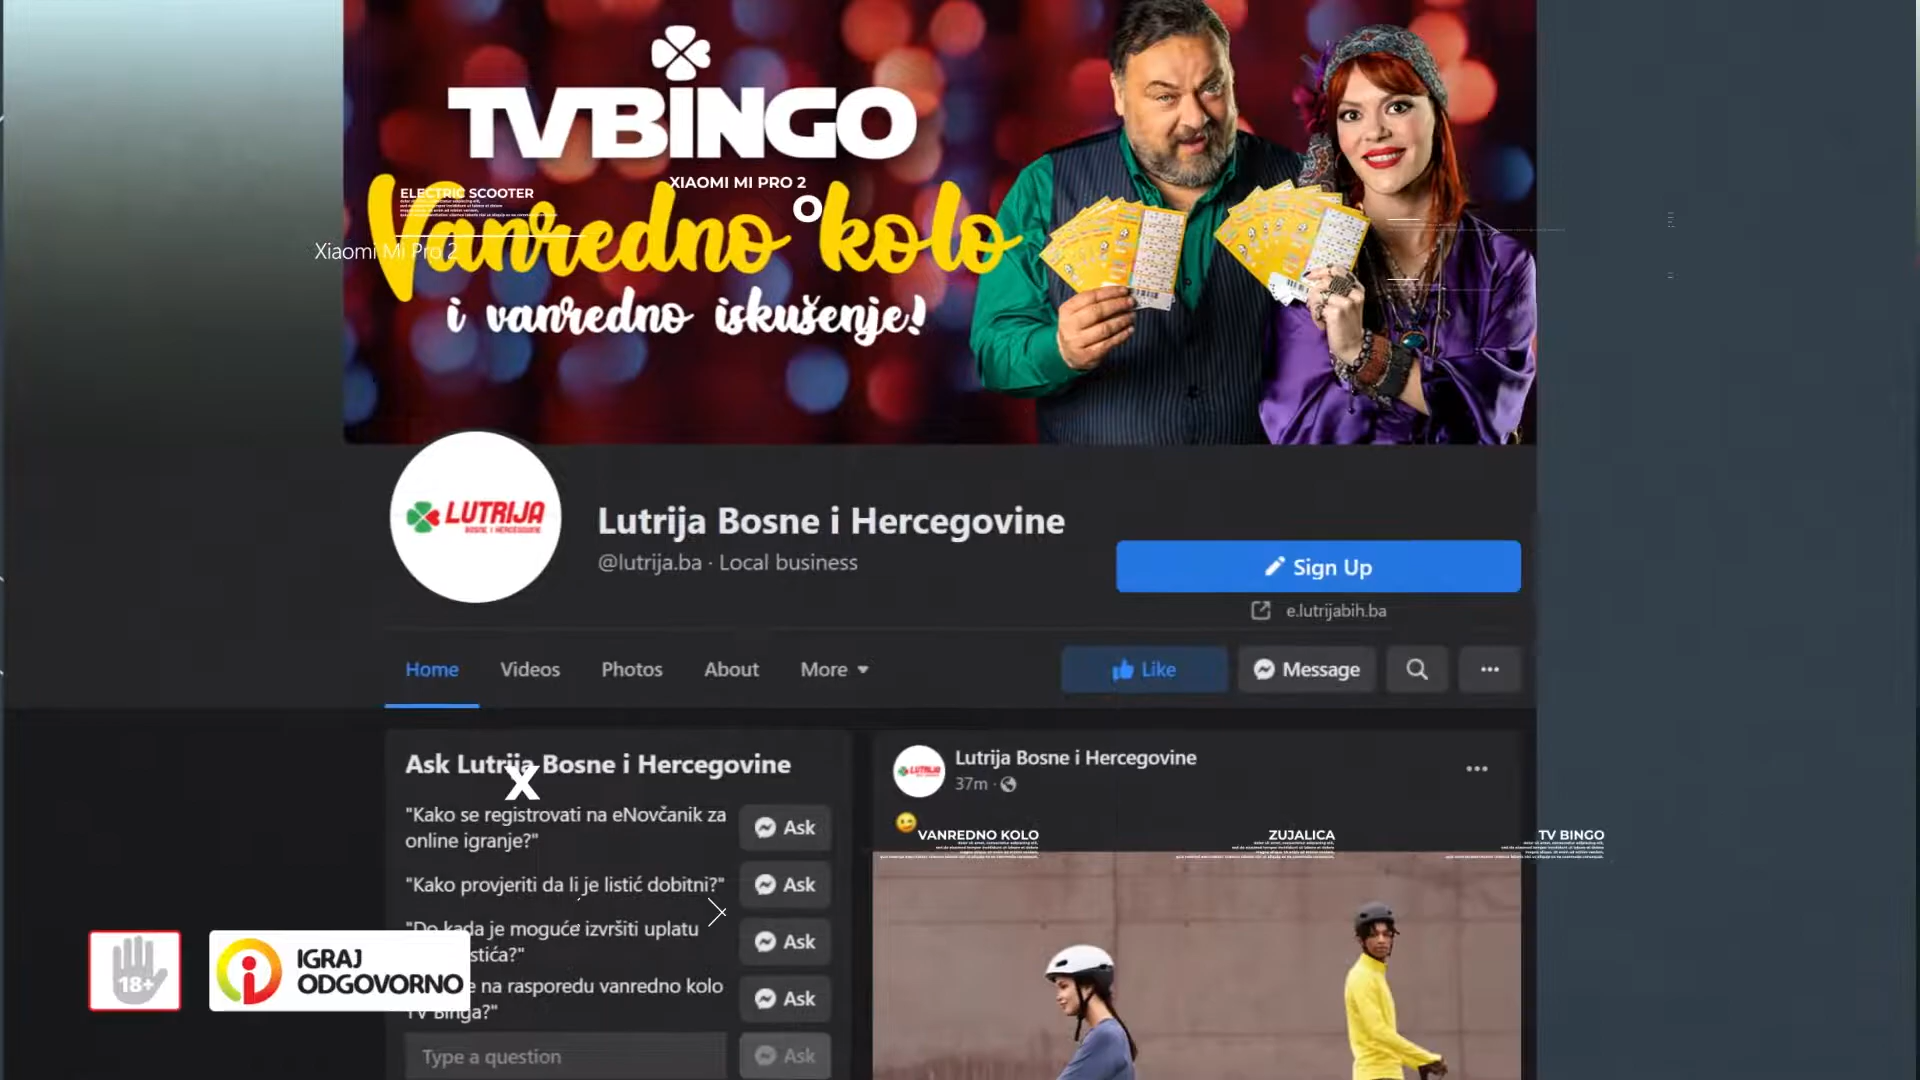 TVBINGO
ELECTRIC SCOOTER
XIAOMI MI PRO 2
O
Vanredno kolo
Xiaomi Mi Pro 2
i vanredno iskušenje!
LUTRIJA
BOSNE I HERCEGOVINE
Lutrija Bosne i Hercegovine
@lutrija.ba · Local business
Sign Up
e.lutrijabih.ba
Home Videos Photos About More
Like Message
Ask Lutrija Bosne i Hercegovine
X
"Kako se registrovati na eNovčanik za
online igranje?"
Ask
"Kako provjeriti da li je listić dobitni?"
Ask
"Do kada je moguće izvršiti uplatu
stića?"
Ask
e na rasporedu vanredno kolo
TV Binga?"
Ask
Type a question
Ask
LUTRIJA
Lutrija Bosne i Hercegovine
37m
VANREDNO KOLO
ZUJALICA
TV BINGO
18+
IGRAJ
ODGOVORNO